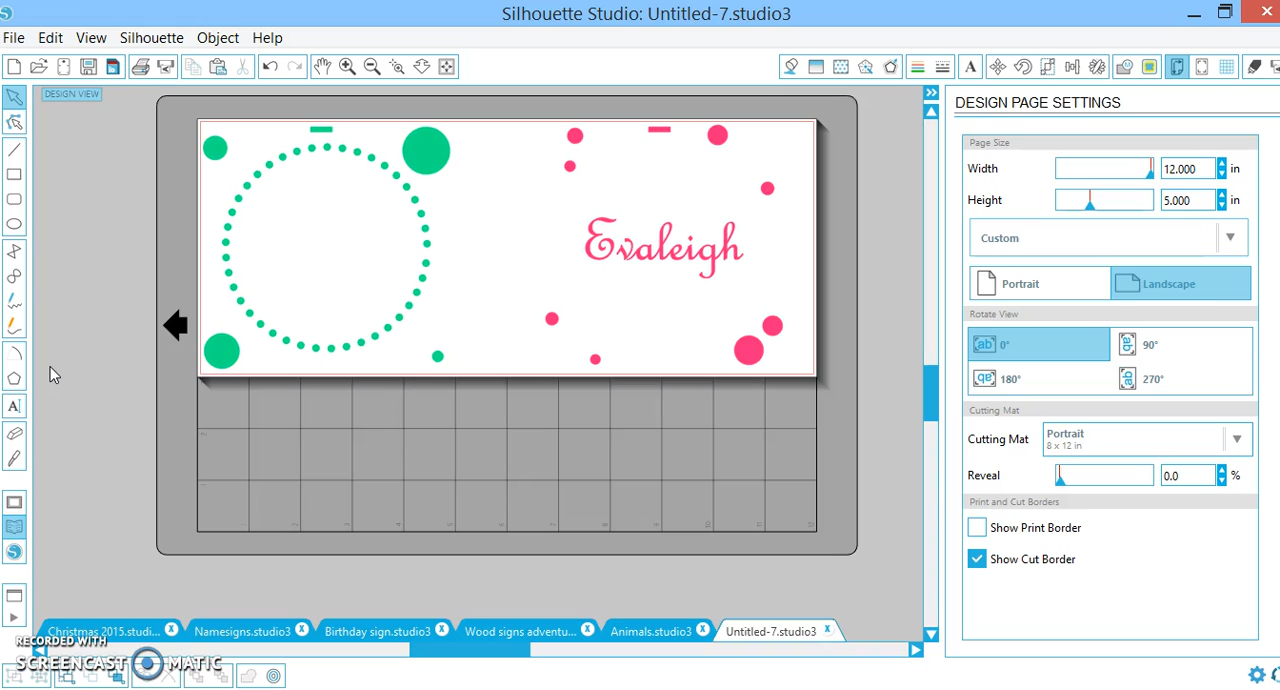 Silhouette Studio: Untitled-7.studio3
File Edit View Silhouette Object Help
DESIGN VIEW
DESIGN PAGE SETTINGS
Page Size
Width 12.000 in
Height 5.000 in
Custom
Portrait Landscape
Rotate View
0° 90°
180° 270°
Cutting Mat
Cutting Mat Portrait
8 x 12 in
Reveal 0.0 %
Print and Cut Borders
Show Print Border
Show Cut Border
Evaleigh
Christmas 2015.studi... Namesigns.studio3 Birthday sign.studio3 Wood signs adventu... Animals.studio3 Untitled-7.studio3
RECORDED WITH
SCREENCAST MATIC